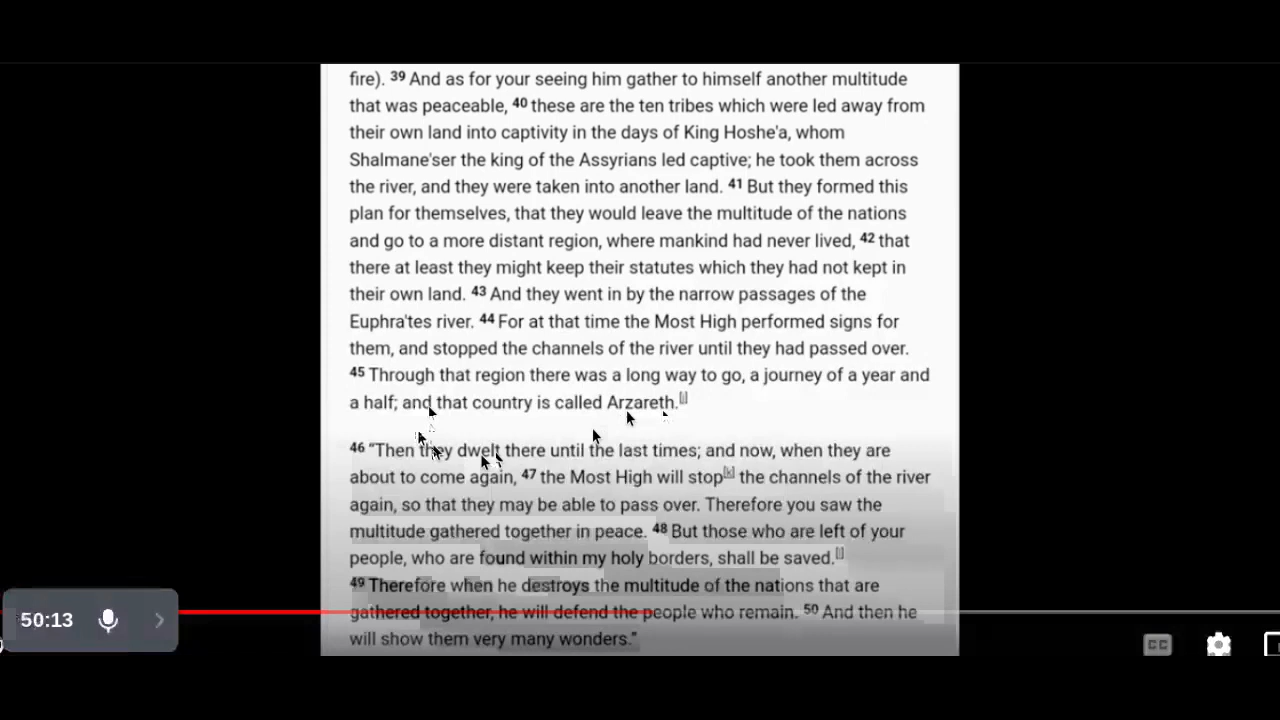 fire). 39 And as for your seeing him gather to himself another multitude
that was peaceable, 40 these are the ten tribes which were led away from
their own land into captivity in the days of King Hoshe'a, whom
Shalmane'ser the king of the Assyrians led captive; he took them across
the river, and they were taken into another land. 41 But they formed this
plan for themselves, that they would leave the multitude of the nations
and go to a more distant region, where mankind had never lived, 42 that
there at least they might keep their statutes which they had not kept in
their own land. 43 And they went in by the narrow passages of the
Euphra'tes river. 44 For at that time the Most High performed signs for
them, and stopped the channels of the river until they had passed over.
45 Through that region there was a long way to go, a journey of a year and
a half; and that country is called Arzareth.[j]
46 “Then they dwelt there until the last times; and now, when they are
about to come again, 47 the Most High will stop[k] the channels of the river
again, so that they may be able to pass over. Therefore you saw the
multitude gathered together in peace. 48 But those who are left of your
people, who are found within my holy borders, shall be saved.[l]
49 Therefore when he destroys the multitude of the nations that are
gathered together, he will defend the people who remain. 50 And then he
will show them very many wonders.”
50:13
CC